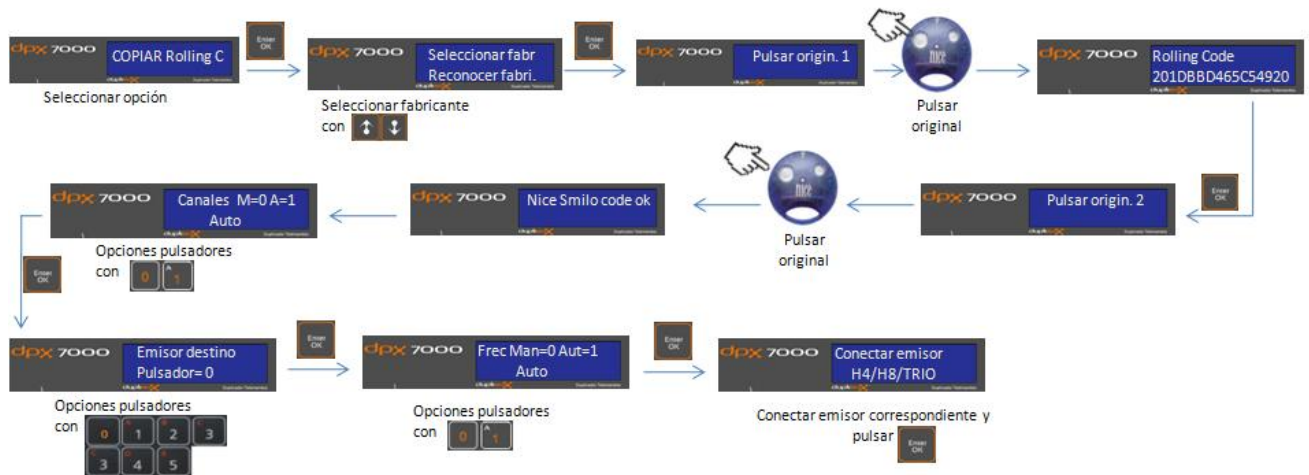 Enter
OK
Enter
OK
dpx 7000
COPIAR Rolling C
dpx 7000
Seleccionar fabr
Reconocer fabri.
dpx 7000
Pulsar origin. 1
nice
dpx 7000
Rolling Code
201DBBD465C54920
Seleccionar opción
Seleccionar fabricante
con
Pulsar
original
dpx 7000
Canales M=0 A=1
Auto
dpx 7000
Nice Smilo code ok
nice
dpx 7000
Pulsar origin. 2
Enter
OK
Opciones pulsadores
con 0 A 1
Pulsar
original
Enter
OK
Enter
OK
Enter
OK
dpx 7000
Emisor destino
Pulsador= 0
dpx 7000
Frec Man=0 Aut=1
Auto
dpx 7000
Conectar emisor
H4/H8/TRIO
Opciones pulsadores
con 0 1 2 3
3 4 5
Opciones pulsadores
con 0 A 1
Conectar emisor correspondiente y
pulsar Enter
OK